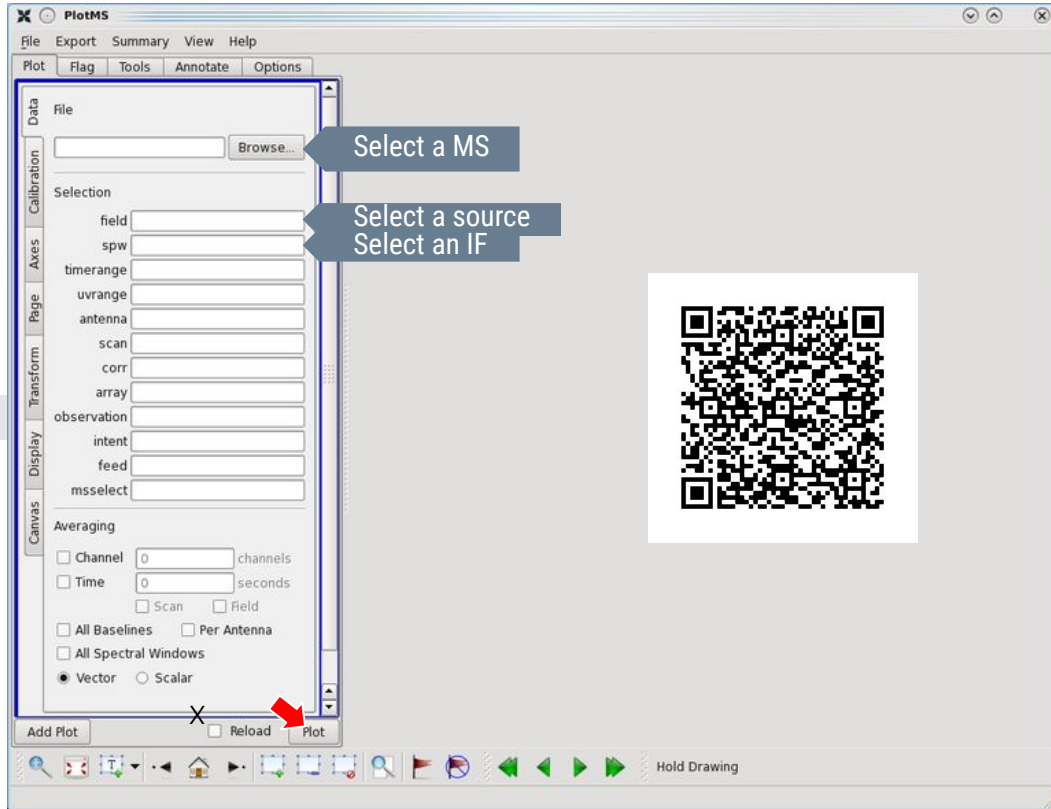 PlotMS
File Export Summary View Help
Plot Flag Tools Annotate Options
Data
Calibration
Axes
Page
Transform
Display
Canvas
File
Browse... Select a MS
Selection
field Select a source
spw Select an IF
timerange
uvrange
antenna
scan
corr
array
observation
intent
feed
msselect
Averaging
Channel 0 channels
Time 0 seconds
Scan Field
All Baselines Per Antenna
All Spectral Windows
Vector Scalar
X
Add Plot Reload Plot
T Hold Drawing